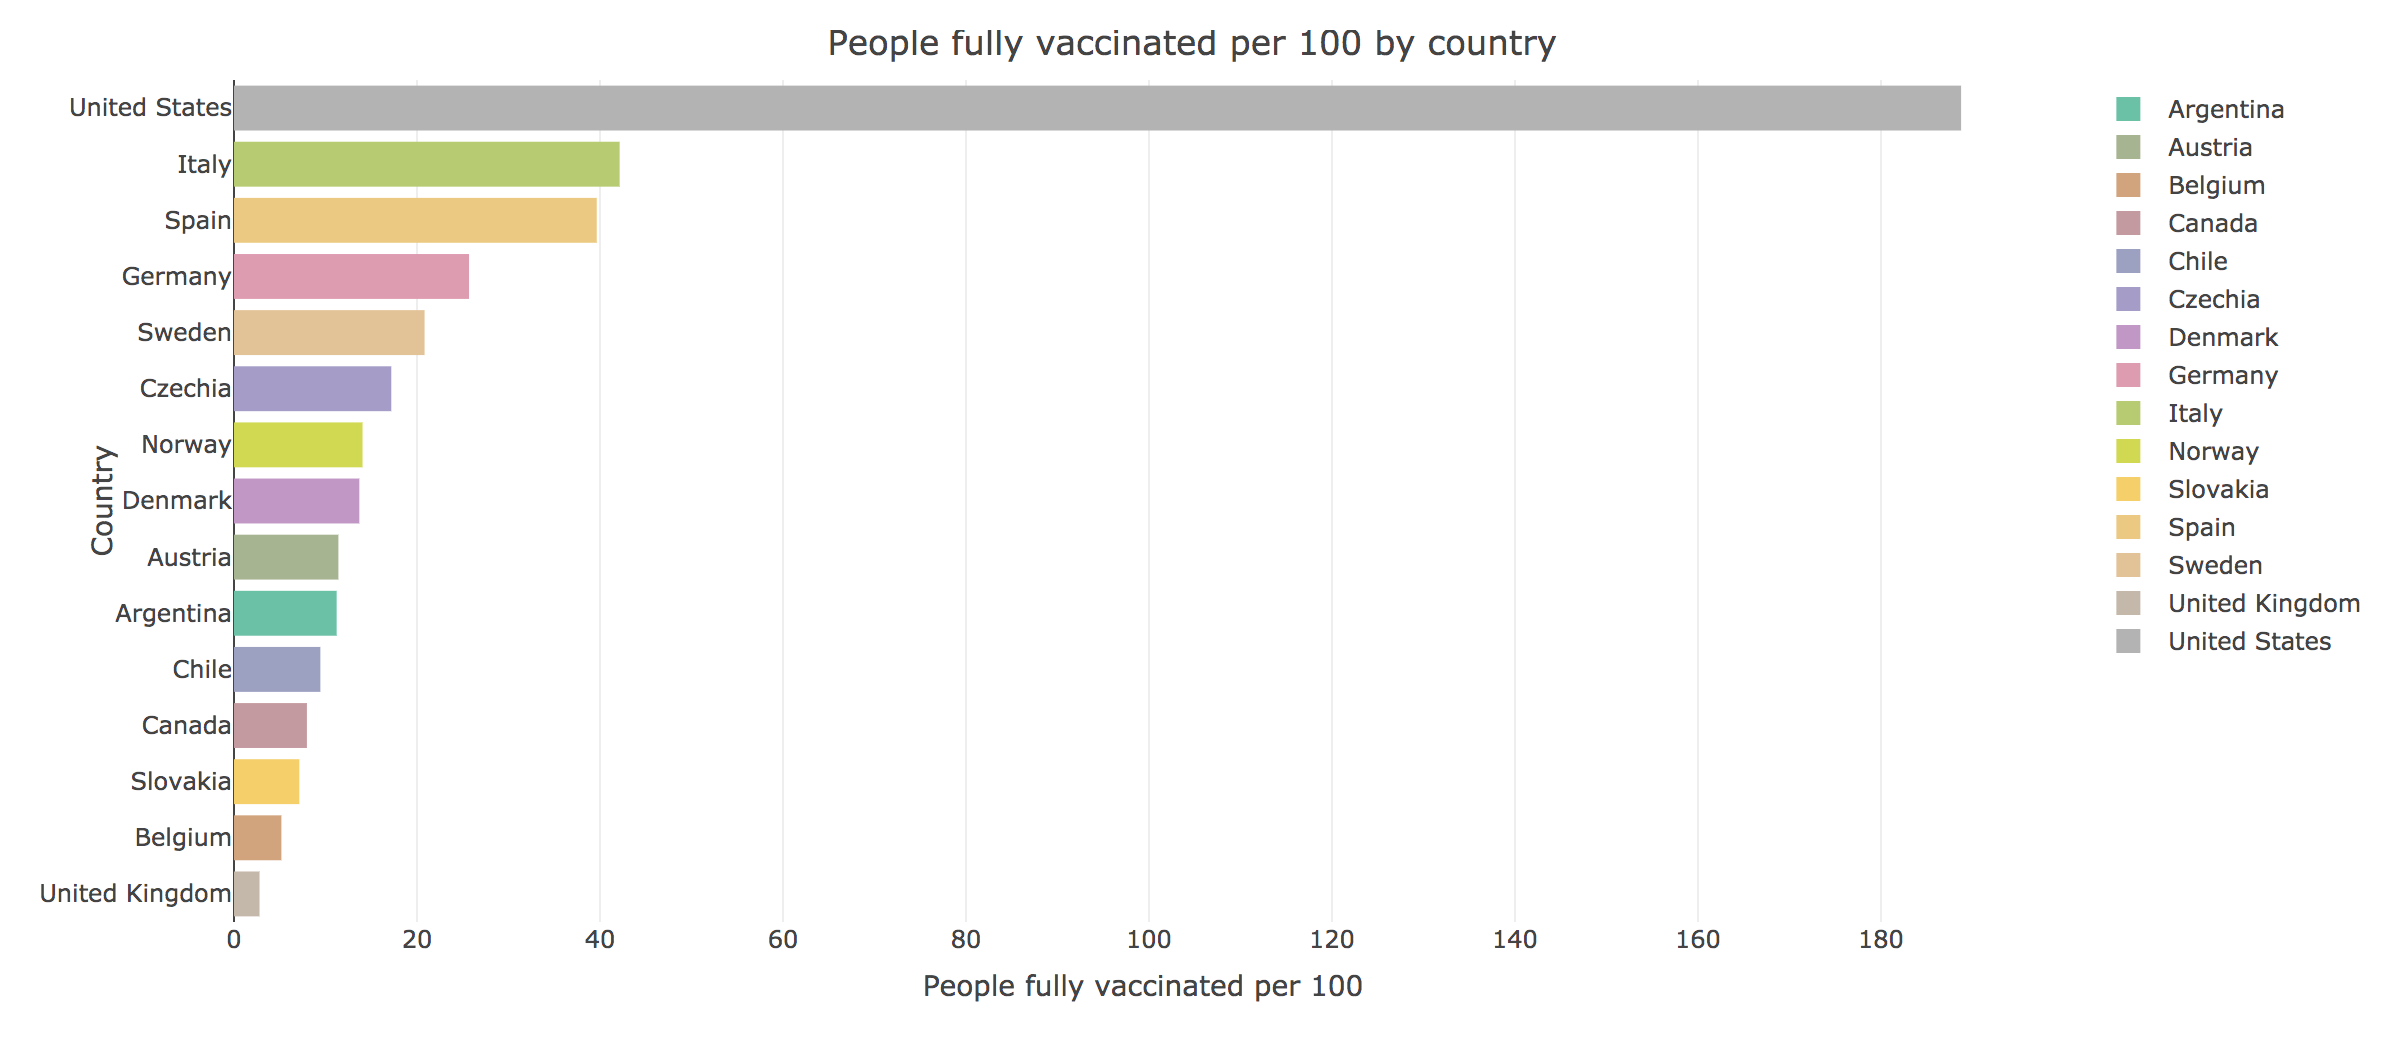 People fully vaccinated per 100 by country
United States
Italy
Spain
Germany
Sweden
Czechia
Norway
Denmark
Austria
Argentina
Chile
Canada
Slovakia
Belgium
United Kingdom
Country
0 20 40 60 80 100 120 140 160 180
People fully vaccinated per 100
Argentina
Austria
Belgium
Canada
Chile
Czechia
Denmark
Germany
Italy
Norway
Slovakia
Spain
Sweden
United Kingdom
United States